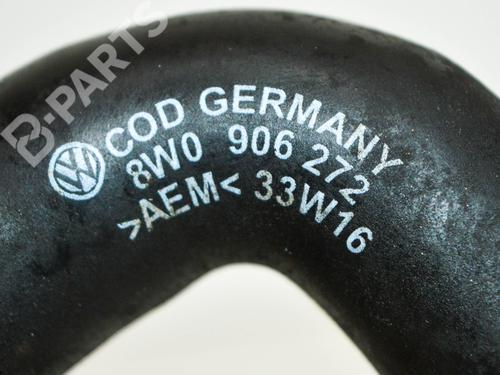 B-PARTS
COD GERMANY
8W0 906 272
>AEM< 33W16